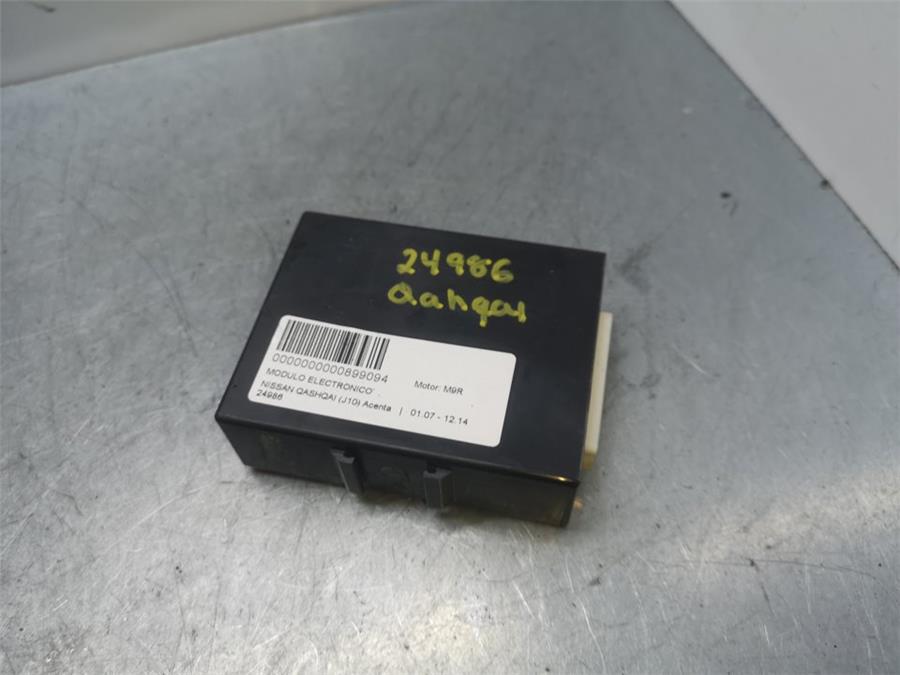 24986
Qahqai
0000000000899094
MODULO ELECTRONICO
Motor: M9R
NISSAN QASHQAI (J10) Acenta | 01.07 - 12.14
24986